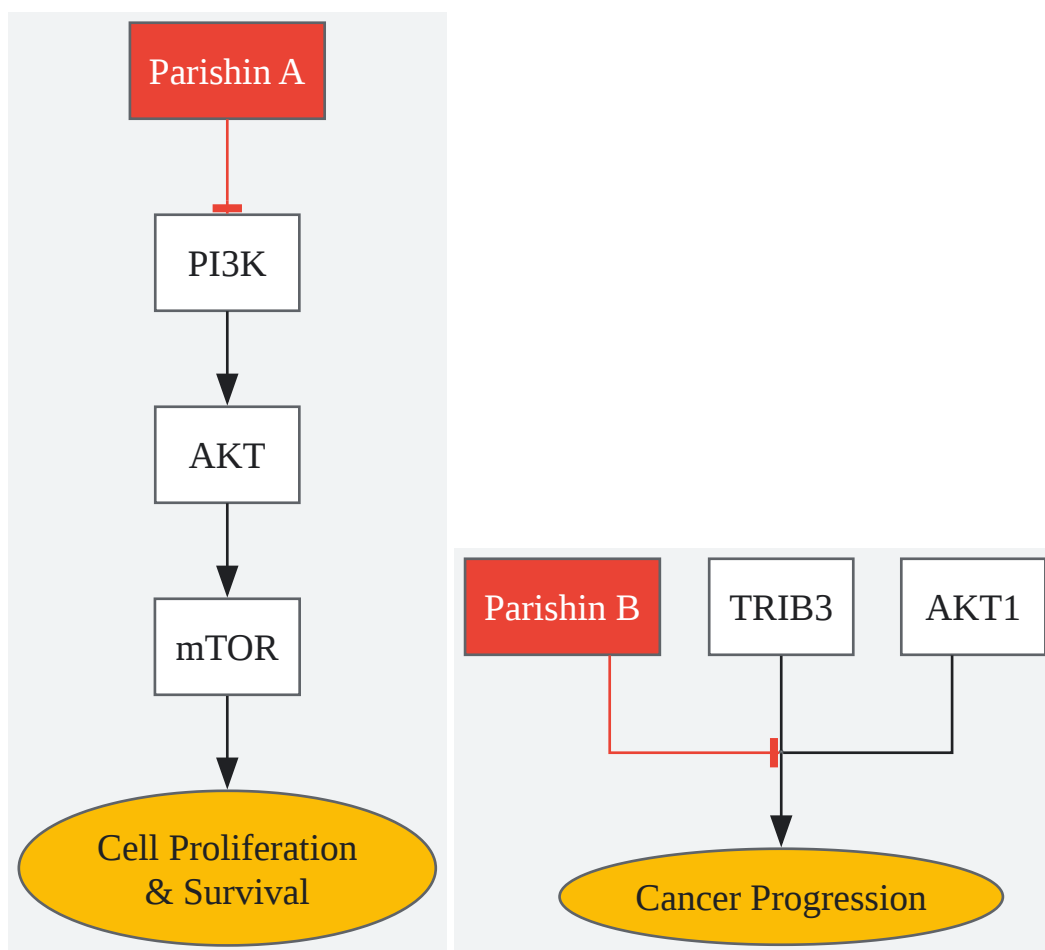 Parishin A
PI3K
AKT
mTOR
Cell Proliferation
& Survival
Parishin B
TRIB3
AKT1
Cancer Progression